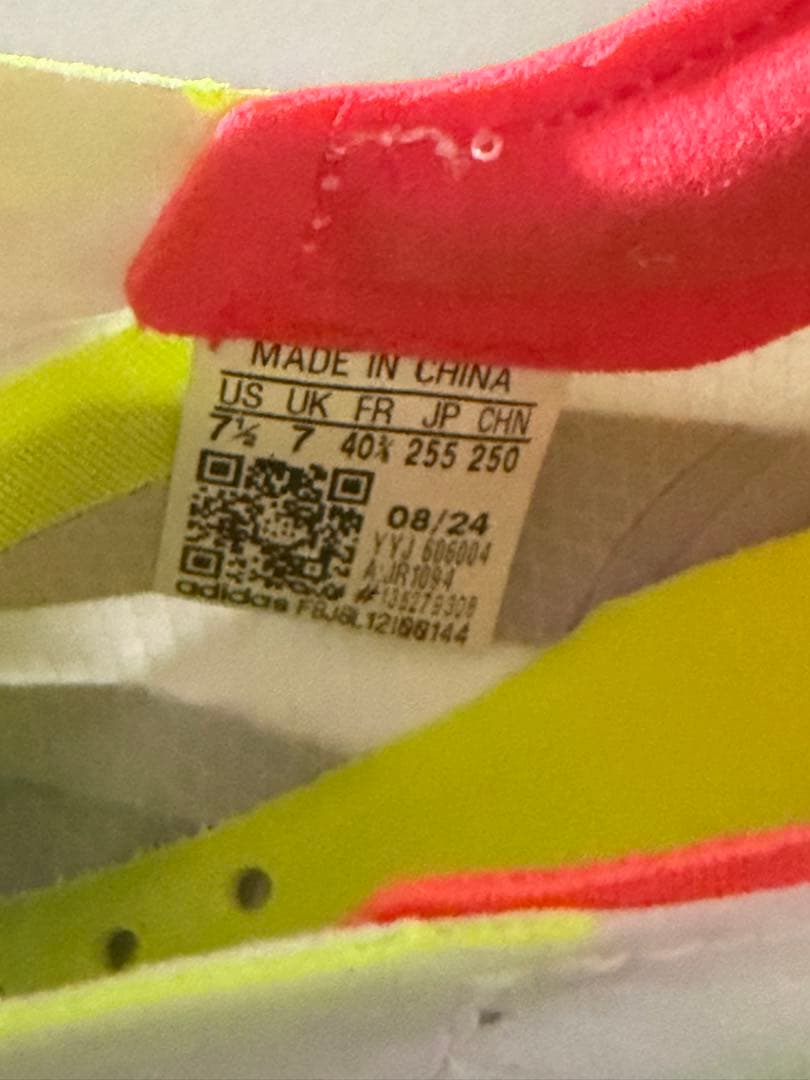 MADE IN CHINA
US UK FR JP CHN
7½ 7 40⅔ 255 250
08/24
YYJ 606004
JR1094
adidas